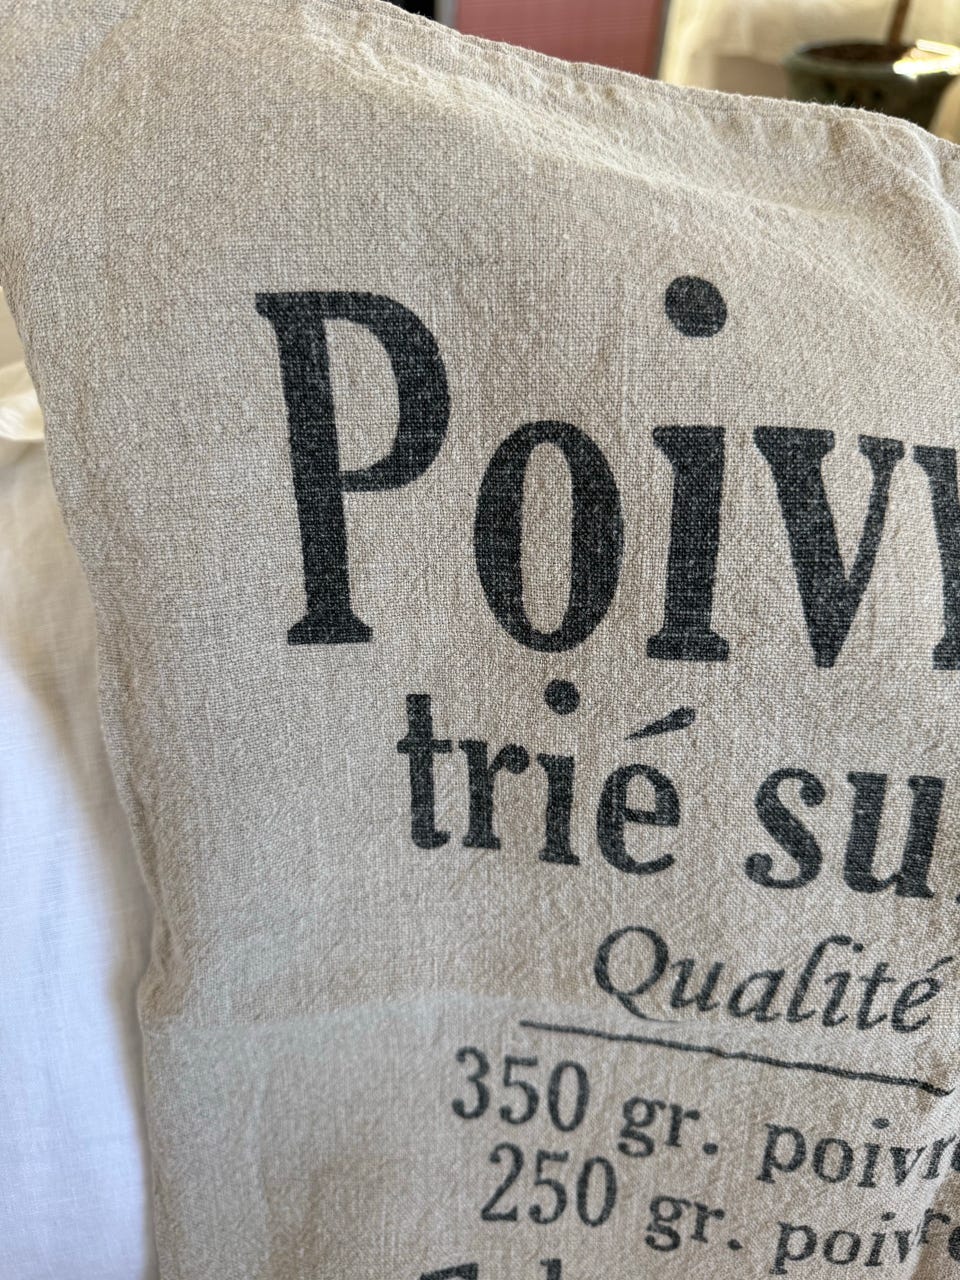 Poivr
trié su
Qualité
350 gr. poivre
250 gr. poivre